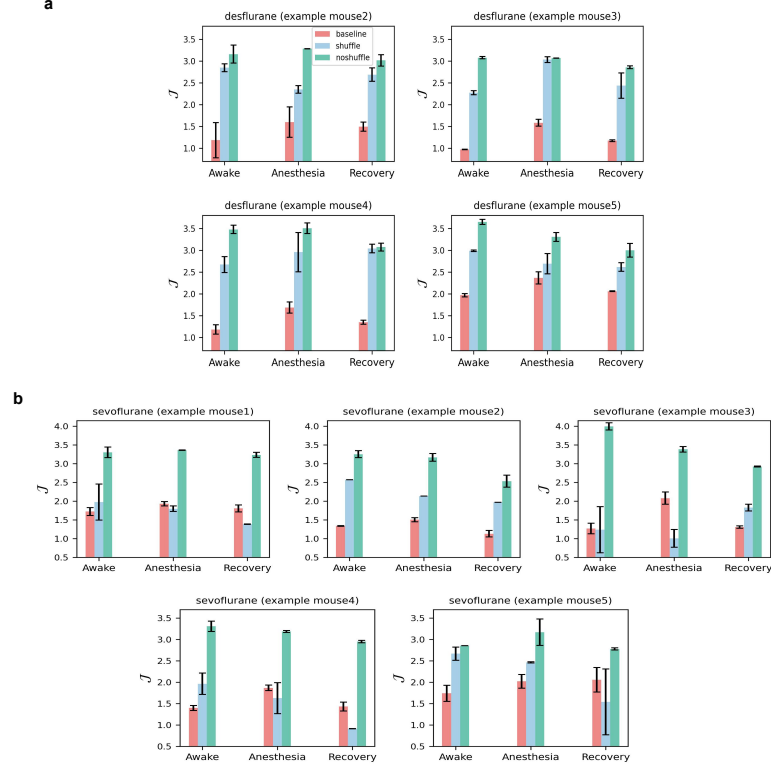 a
desflurane (example mouse2)
desflurane (example mouse3)
baseline
shuffle
noshuffle
3.5
3.0
2.5
2.0
1.5
1.0
J
Awake Anesthesia Recovery
3.5
3.0
2.5
2.0
1.5
1.0
J
Awake Anesthesia Recovery
desflurane (example mouse4)
desflurane (example mouse5)
3.5
3.0
2.5
2.0
1.5
1.0
J
Awake Anesthesia Recovery
3.5
3.0
2.5
2.0
1.5
1.0
J
Awake Anesthesia Recovery
b
sevoflurane (example mouse1)
sevoflurane (example mouse2)
sevoflurane (example mouse3)
4.0
3.5
3.0
2.5
2.0
1.5
1.0
0.5
J
Awake Anesthesia Recovery
4.0
3.5
3.0
2.5
2.0
1.5
1.0
0.5
J
Awake Anesthesia Recovery
4.0
3.5
3.0
2.5
2.0
1.5
1.0
0.5
J
Awake Anesthesia Recovery
sevoflurane (example mouse4)
sevoflurane (example mouse5)
3.5
3.0
2.5
2.0
1.5
1.0
0.5
J
Awake Anesthesia Recovery
3.5
3.0
2.5
2.0
1.5
1.0
0.5
J
Awake Anesthesia Recovery